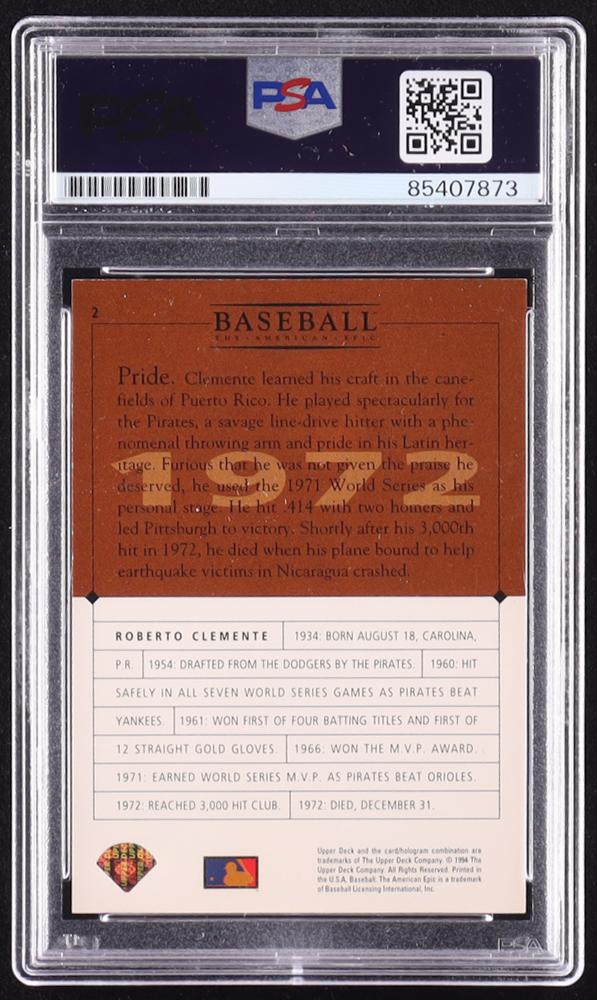 PSA
PSA
85407873
2
BASEBALL
THE AMERICAN EPIC
Pride. Clemente learned his craft in the cane-
fields of Puerto Rico. He played spectacularly for
the Pirates, a savage line-drive hitter with a phe-
nomenal throwing arm and pride in his Latin her-
itage. Furious that he was not given the praise he
1972
deserved, he used the 1971 World Series as his
personal stage. He hit .414 with two homers and
led Pittsburgh to victory. Shortly after his 3,000th
hit in 1972, he died when his plane bound to help
earthquake victims in Nicaragua crashed.
ROBERTO CLEMENTE 1934: BORN AUGUST 18, CAROLINA,
P.R. 1954: DRAFTED FROM THE DODGERS BY THE PIRATES. 1960: HIT
SAFELY IN ALL SEVEN WORLD SERIES GAMES AS PIRATES BEAT
YANKEES. 1961: WON FIRST OF FOUR BATTING TITLES AND FIRST OF
12 STRAIGHT GOLD GLOVES. 1966: WON THE M.V.P. AWARD.
1971: EARNED WORLD SERIES M.V.P. AS PIRATES BEAT ORIOLES.
1972: REACHED 3,000 HIT CLUB. 1972: DIED, DECEMBER 31.
Upper Deck and the card/hologram combination are
trademarks of The Upper Deck Company. © 1994 The
Upper Deck Company. All Rights Reserved. Printed in
the U.S.A. Baseball: The American Epic is a trademark
of Baseball Licensing International, Inc.
PSA